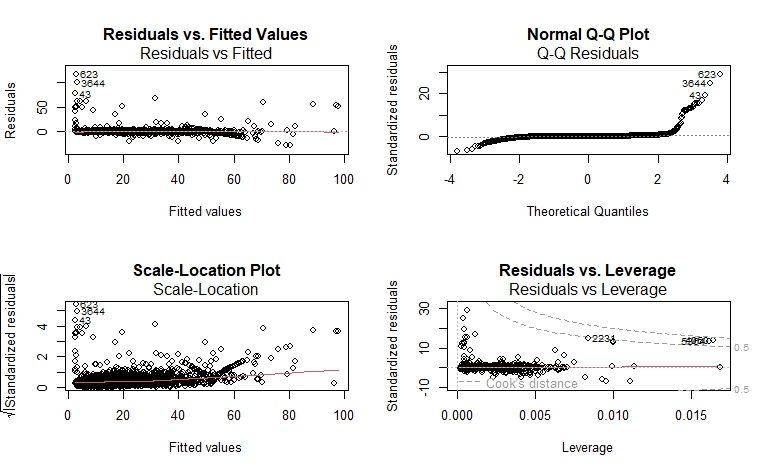 Residuals vs. Fitted Values
Residuals vs Fitted
Residuals
50
0
623
3644
43
0 20 40 60 80 100
Fitted values
Normal Q-Q Plot
Q-Q Residuals
Standardized residuals
20
0
623
3644
43
-4 -2 0 2 4
Theoretical Quantiles
Scale-Location Plot
Scale-Location
√|Standardized residuals|
4
2
0
623
3644
43
0 20 40 60 80 100
Fitted values
Residuals vs. Leverage
Residuals vs Leverage
Standardized residuals
30
10
-10
2231
0.5
0.5
Cook's distance
0.000 0.005 0.010 0.015
Leverage